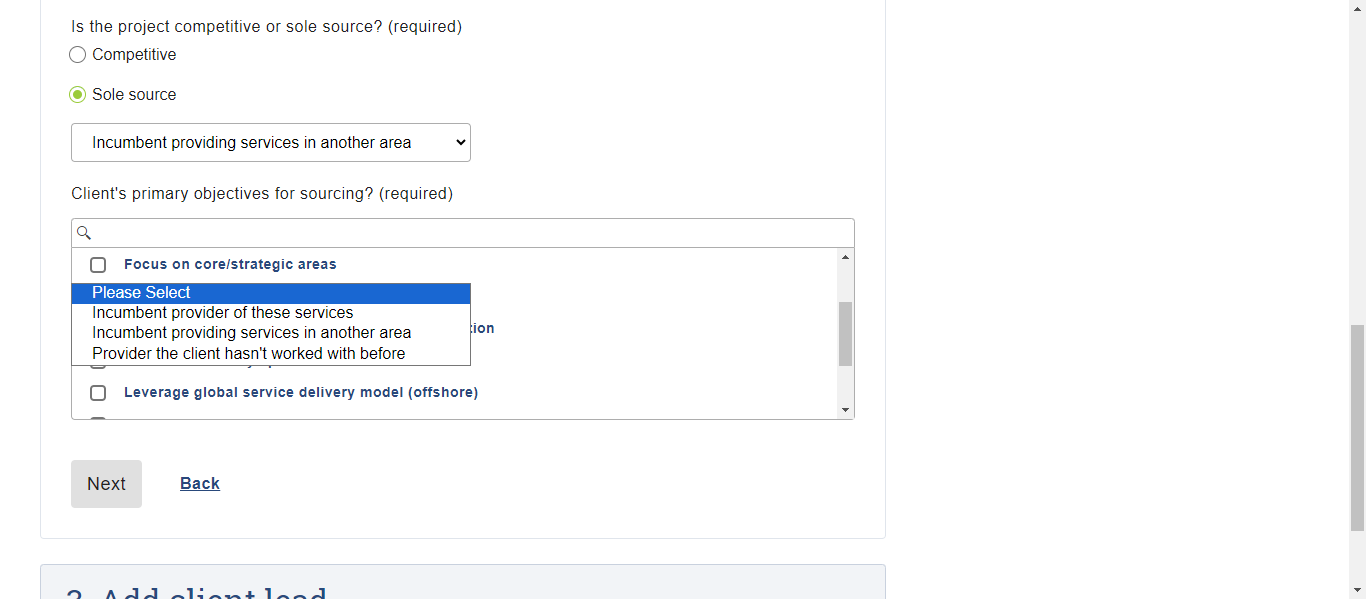 Is the project competitive or sole source? (required)
Competitive
Sole source
Incumbent providing services in another area
Client's primary objectives for sourcing? (required)
Focus on core/strategic areas
Please Select
Incumbent provider of these services
Incumbent providing services in another area
Provider the client hasn't worked with before
Leverage global service delivery model (offshore)
Next
Back
2. Add client lead